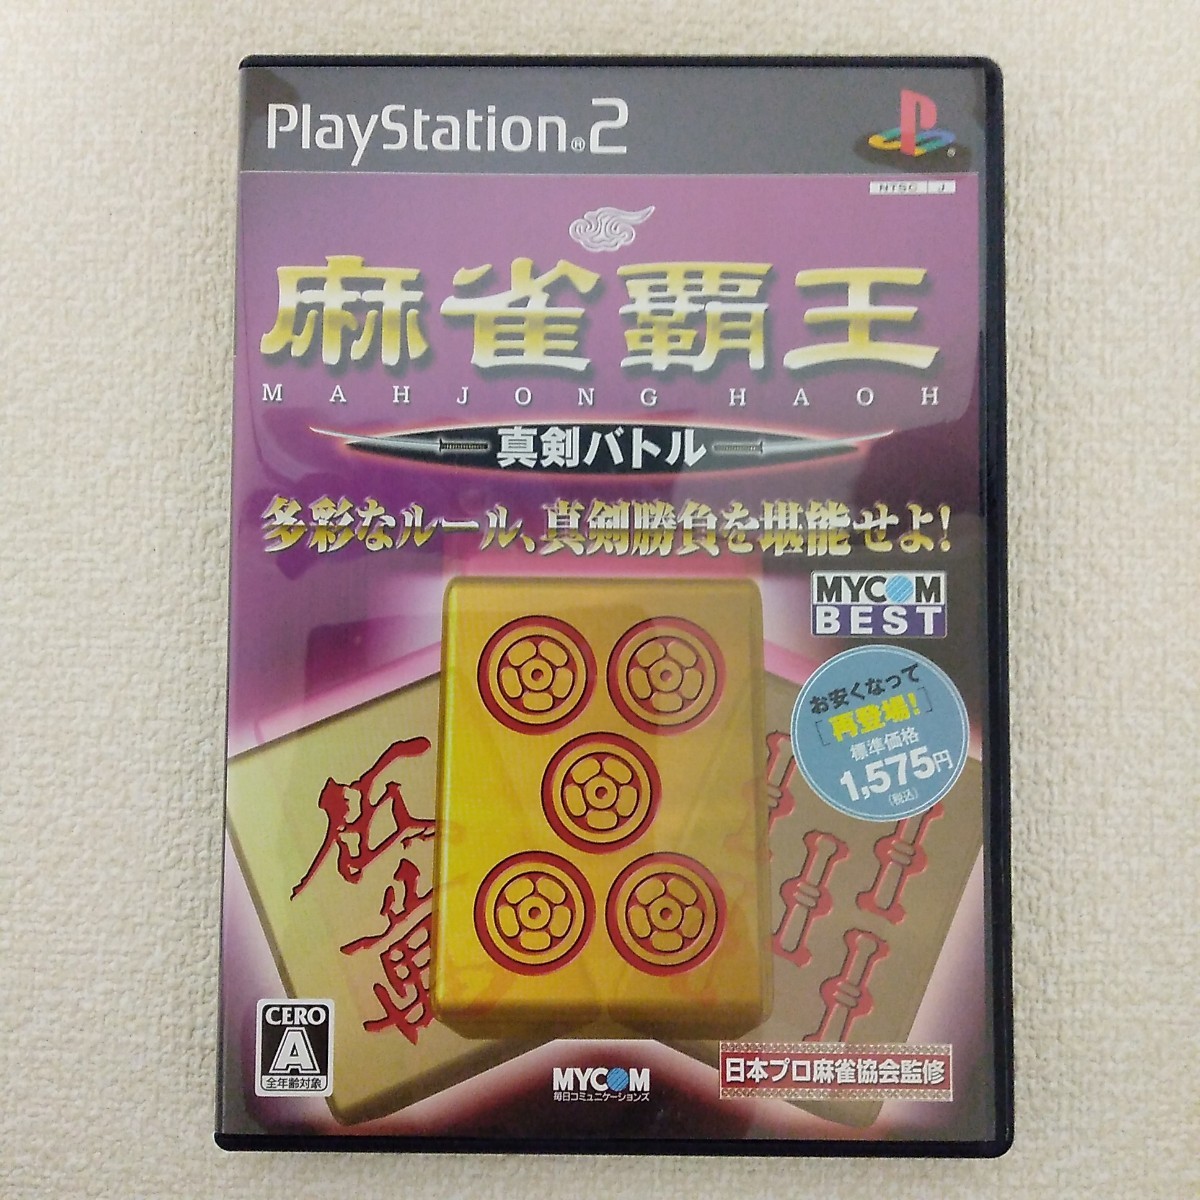 PlayStation®2
NTSC J
麻雀覇王
MAHJONG HAOH
真剣バトル
多彩なルール、真剣勝負を堪能せよ!
MYCOM
BEST
お安くなって
[再登場!]
標準価格
1,575円
(税込)
伍萬
CERO
A
全年齢対象
MYCOM
毎日コミュニケーションズ
日本プロ麻雀協会監修